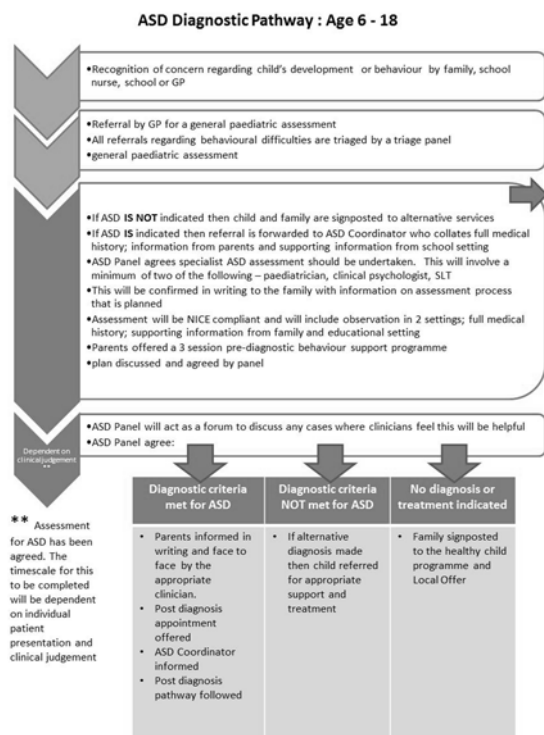 ASD Diagnostic Pathway : Age 6 - 18
•Recognition of concern regarding child's development or behaviour by family, school
nurse, school or GP
•Referral by GP for a general paediatric assessment
•All referrals regarding behavioural difficulties are triaged by a triage panel
•general paediatric assessment
•If ASD IS NOT indicated then child and family are signposted to alternative services
•If ASD IS indicated then referral is forwarded to ASD Coordinator who collates full medical
history; information from parents and supporting information from school setting
•ASD Panel agrees specialist ASD assessment should be undertaken. This will involve a
minimum of two of the following – paediatrician, clinical psychologist, SLT
•This will be confirmed in writing to the family with information on assessment process
that is planned
•Assessment will be NICE compliant and will include observation in 2 settings; full medical
history; supporting information from family and educational setting
•Parents offered a 3 session pre-diagnostic behaviour support programme
•plan discussed and agreed by panel
•ASD Panel will act as a forum to discuss any cases where clinicians feel this will be helpful
•ASD Panel agree:
Dependent on
clinical judgement
**
** Assessment
for ASD has been
agreed. The
timescale for this
to be completed
will be dependent
on individual
patient
presentation and
clinical judgement
Diagnostic criteria
met for ASD
• Parents informed in
writing and face to
face by the
appropriate
clinician.
• Post diagnosis
appointment
offered
• ASD Coordinator
informed
• Post diagnosis
pathway followed
Diagnostic criteria
NOT met for ASD
• If alternative
diagnosis made
then child referred
for appropriate
support and
treatment
No diagnosis or
treatment indicated
• Family signposted
to the healthy child
programme and
Local Offer